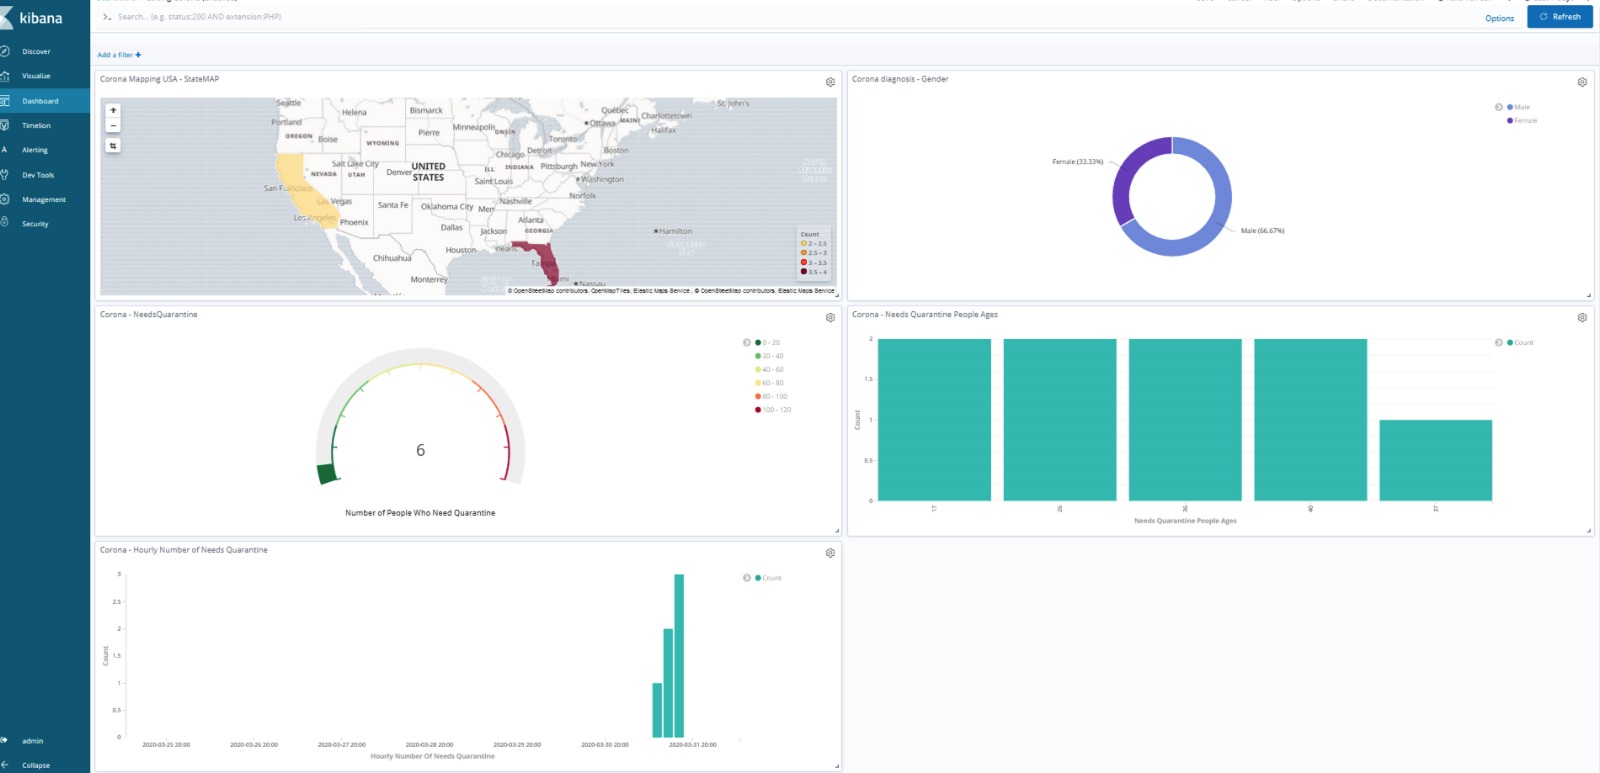 kibana
Discover
Visualize
Dashboard
Timelion
Alerting
Dev Tools
Management
Security
admin
Collapse
>_ Search... (e.g. status:200 AND extension:PHP)
Options
Refresh
Add a filter +
Corona Mapping USA - StateMAP
+
−
Seattle
Helena
Bismarck
Québec
St. John's
Portland
Minneapolis
Ottawa
MAINE
Charlottetown
OREGON
Boise
Pierre
Halifax
WYOMING
Toronto
Chicago
Detroit
Boston
Salt Lake City
NEVADA
UTAH
Denver
UNITED
STATES
ILL
INDIANA
Pittsburgh
New York
Saint Louis
Washington
San Francisco
Las Vegas
Santa Fe
Oklahoma City
Nashville
Norfolk
Los Angeles
Phoenix
Atlanta
Dallas
Jackson
GEORGIA
Hamilton
Houston
Chihuahua
Monterrey
Nassau
Count
2 - 2.5
2.5 - 3
3 - 3.5
3.5 - 4
© OpenStreetMap contributors, OpenMapTiles, Elastic Maps Service, © OpenStreetMap contributors, Elastic Maps Service
Corona diagnosis - Gender
Male
Female
Female (33.33%)
Male (66.67%)
Corona - NeedsQuarantine
0 - 20
20 - 40
40 - 60
60 - 80
80 - 100
100 - 120
6
Number of People Who Need Quarantine
Corona - Needs Quarantine People Ages
Count
2
1.5
1
0.5
0
Count
17
26
36
40
37
Needs Quarantine People Ages
Corona - Hourly Number of Needs Quarantine
Count
3
2.5
2
1.5
1
0.5
0
Count
2020-03-25 20:00
2020-03-26 20:00
2020-03-27 20:00
2020-03-28 20:00
2020-03-29 20:00
2020-03-30 20:00
2020-03-31 20:00
Hourly Number Of Needs Quarantine